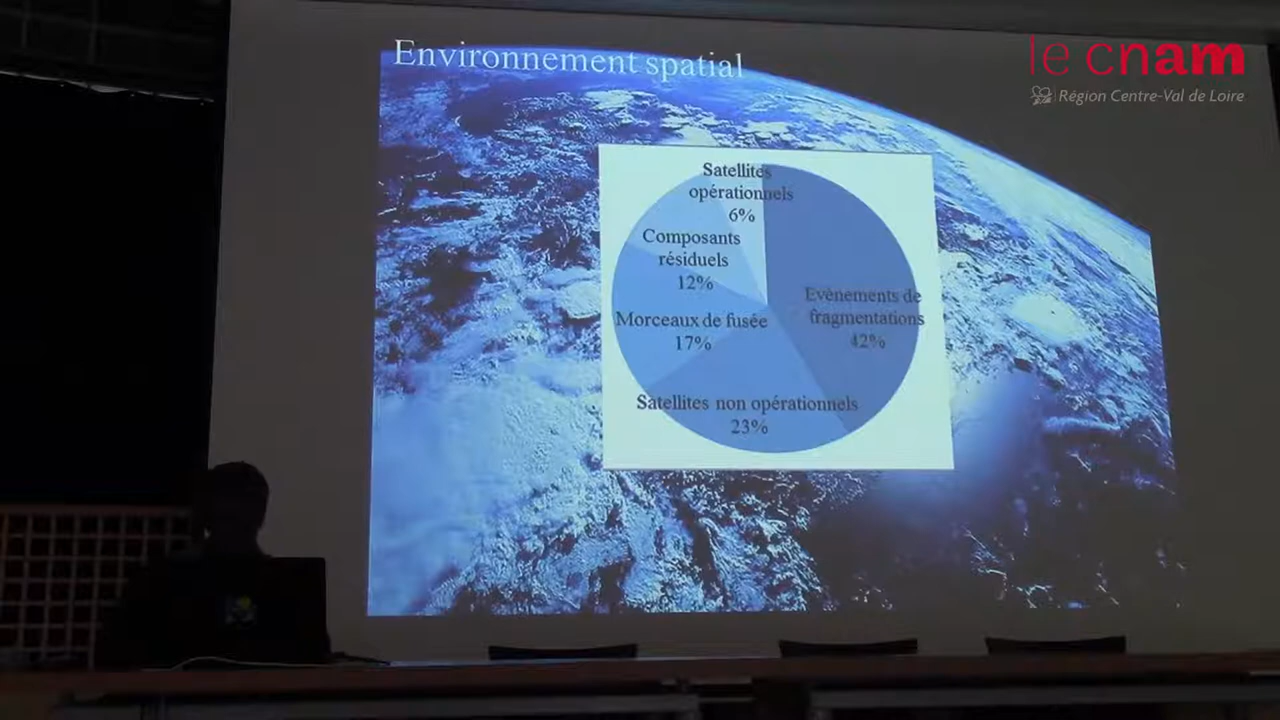 Environnement spatial
le cnam
Région Centre-Val de Loire
Satellites
opérationnels
6%
Composants
résiduels
12%
Morceaux de fusée
17%
Evènements de
fragmentations
42%
Satellites non opérationnels
23%